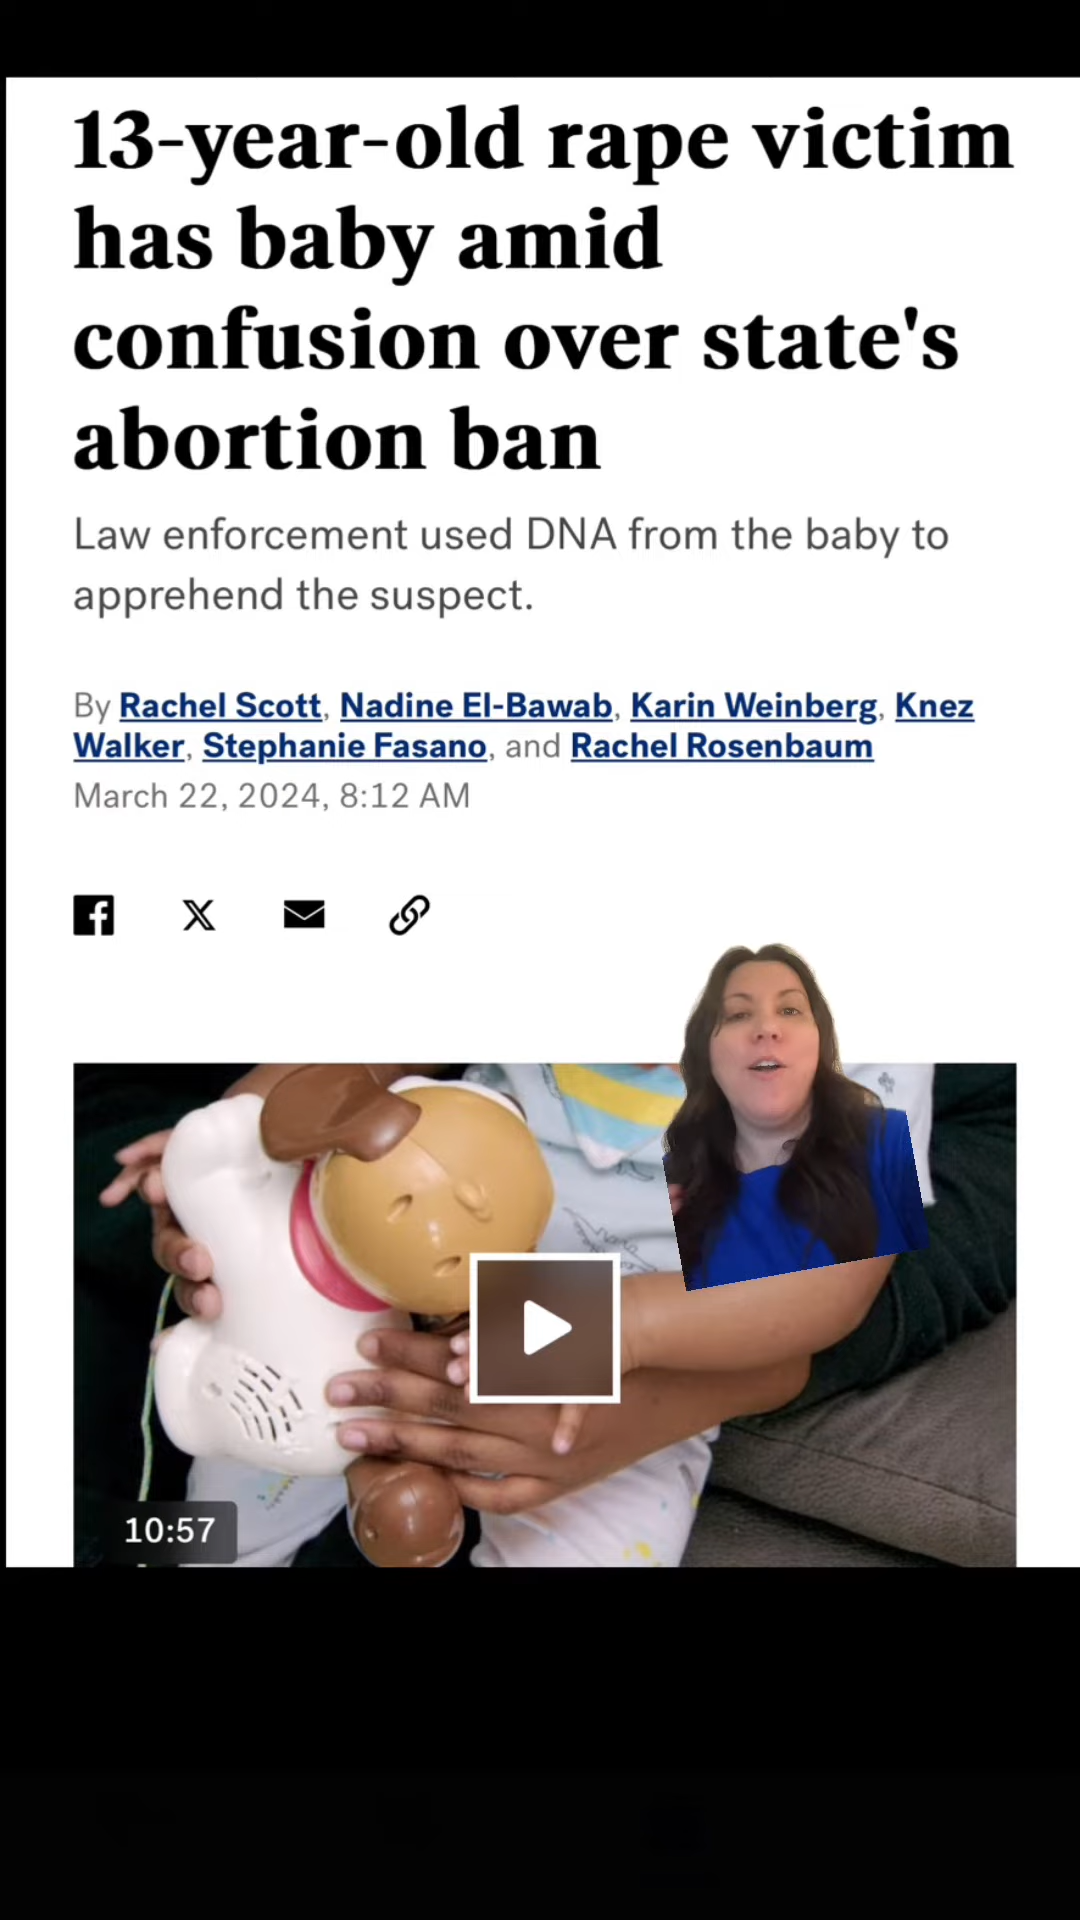 13-year-old rape victim
has baby amid
confusion over state's
abortion ban
Law enforcement used DNA from the baby to
apprehend the suspect.
By Rachel Scott, Nadine El-Bawab, Karin Weinberg, Knez
Walker, Stephanie Fasano, and Rachel Rosenbaum
March 22, 2024, 8:12 AM
10:57